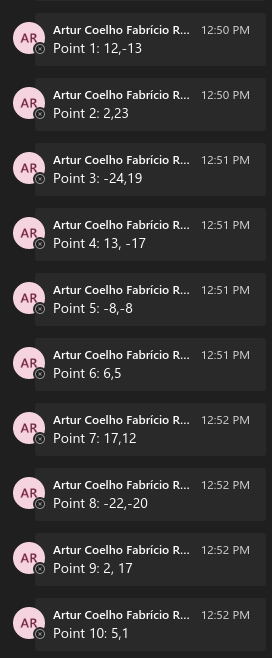 AR
Artur Coelho Fabrício R... 12:50 PM
Point 1: 12,-13
AR
Artur Coelho Fabrício R... 12:50 PM
Point 2: 2,23
AR
Artur Coelho Fabrício R... 12:51 PM
Point 3: -24,19
AR
Artur Coelho Fabrício R... 12:51 PM
Point 4: 13, -17
AR
Artur Coelho Fabrício R... 12:51 PM
Point 5: -8,-8
AR
Artur Coelho Fabrício R... 12:51 PM
Point 6: 6,5
AR
Artur Coelho Fabrício R... 12:52 PM
Point 7: 17,12
AR
Artur Coelho Fabrício R... 12:52 PM
Point 8: -22,-20
AR
Artur Coelho Fabrício R... 12:52 PM
Point 9: 2, 17
AR
Artur Coelho Fabrício R... 12:52 PM
Point 10: 5,1